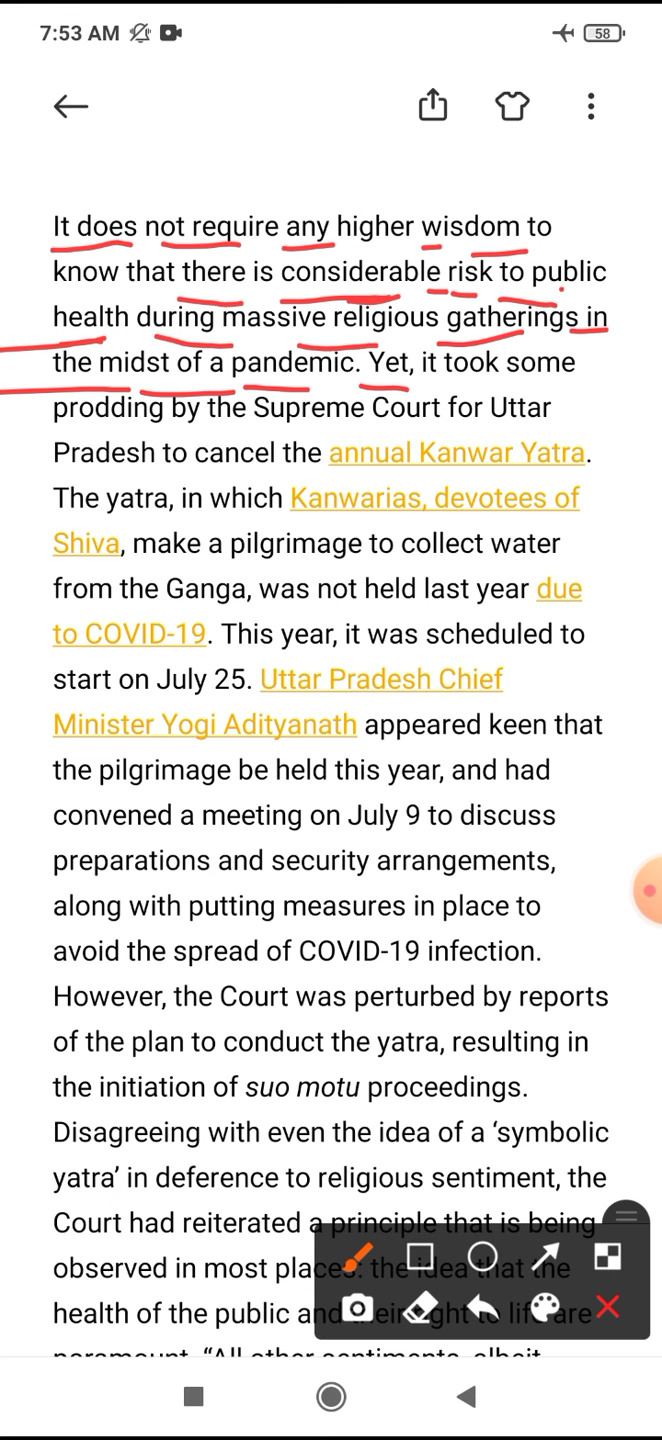 7:53 AM
58
It does not require any higher wisdom to
know that there is considerable risk to public
health during massive religious gatherings in
the midst of a pandemic. Yet, it took some
prodding by the Supreme Court for Uttar
Pradesh to cancel the annual Kanwar Yatra.
The yatra, in which Kanwarias, devotees of
Shiva, make a pilgrimage to collect water
from the Ganga, was not held last year due
to COVID-19. This year, it was scheduled to
start on July 25. Uttar Pradesh Chief
Minister Yogi Adityanath appeared keen that
the pilgrimage be held this year, and had
convened a meeting on July 9 to discuss
preparations and security arrangements,
along with putting measures in place to
avoid the spread of COVID-19 infection.
However, the Court was perturbed by reports
of the plan to conduct the yatra, resulting in
the initiation of suo motu proceedings.
Disagreeing with even the idea of a ‘symbolic
yatra’ in deference to religious sentiment, the
Court had reiterated a principle that is being
observed in most places: the idea that the
health of the public and their right to life are
paramount. “All other sentiments, albeit